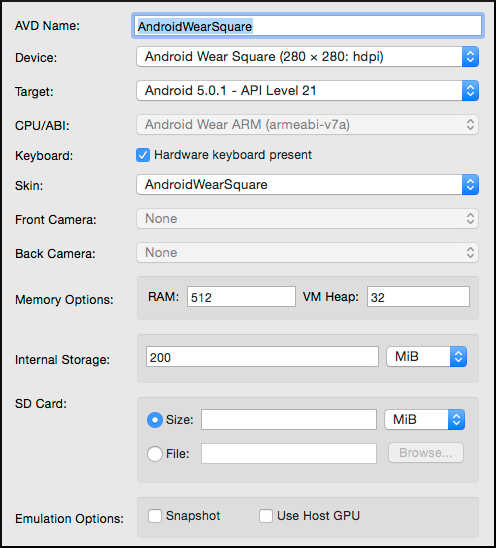 AVD Name: AndroidWearSquare
Device: Android Wear Square (280 × 280: hdpi)
Target: Android 5.0.1 - API Level 21
CPU/ABI: Android Wear ARM (armeabi-v7a)
Keyboard: Hardware keyboard present
Skin: AndroidWearSquare
Front Camera: None
Back Camera: None
Memory Options: RAM: 512 VM Heap: 32
Internal Storage: 200 MiB
SD Card:
Size: MiB
File: Browse...
Emulation Options: Snapshot Use Host GPU